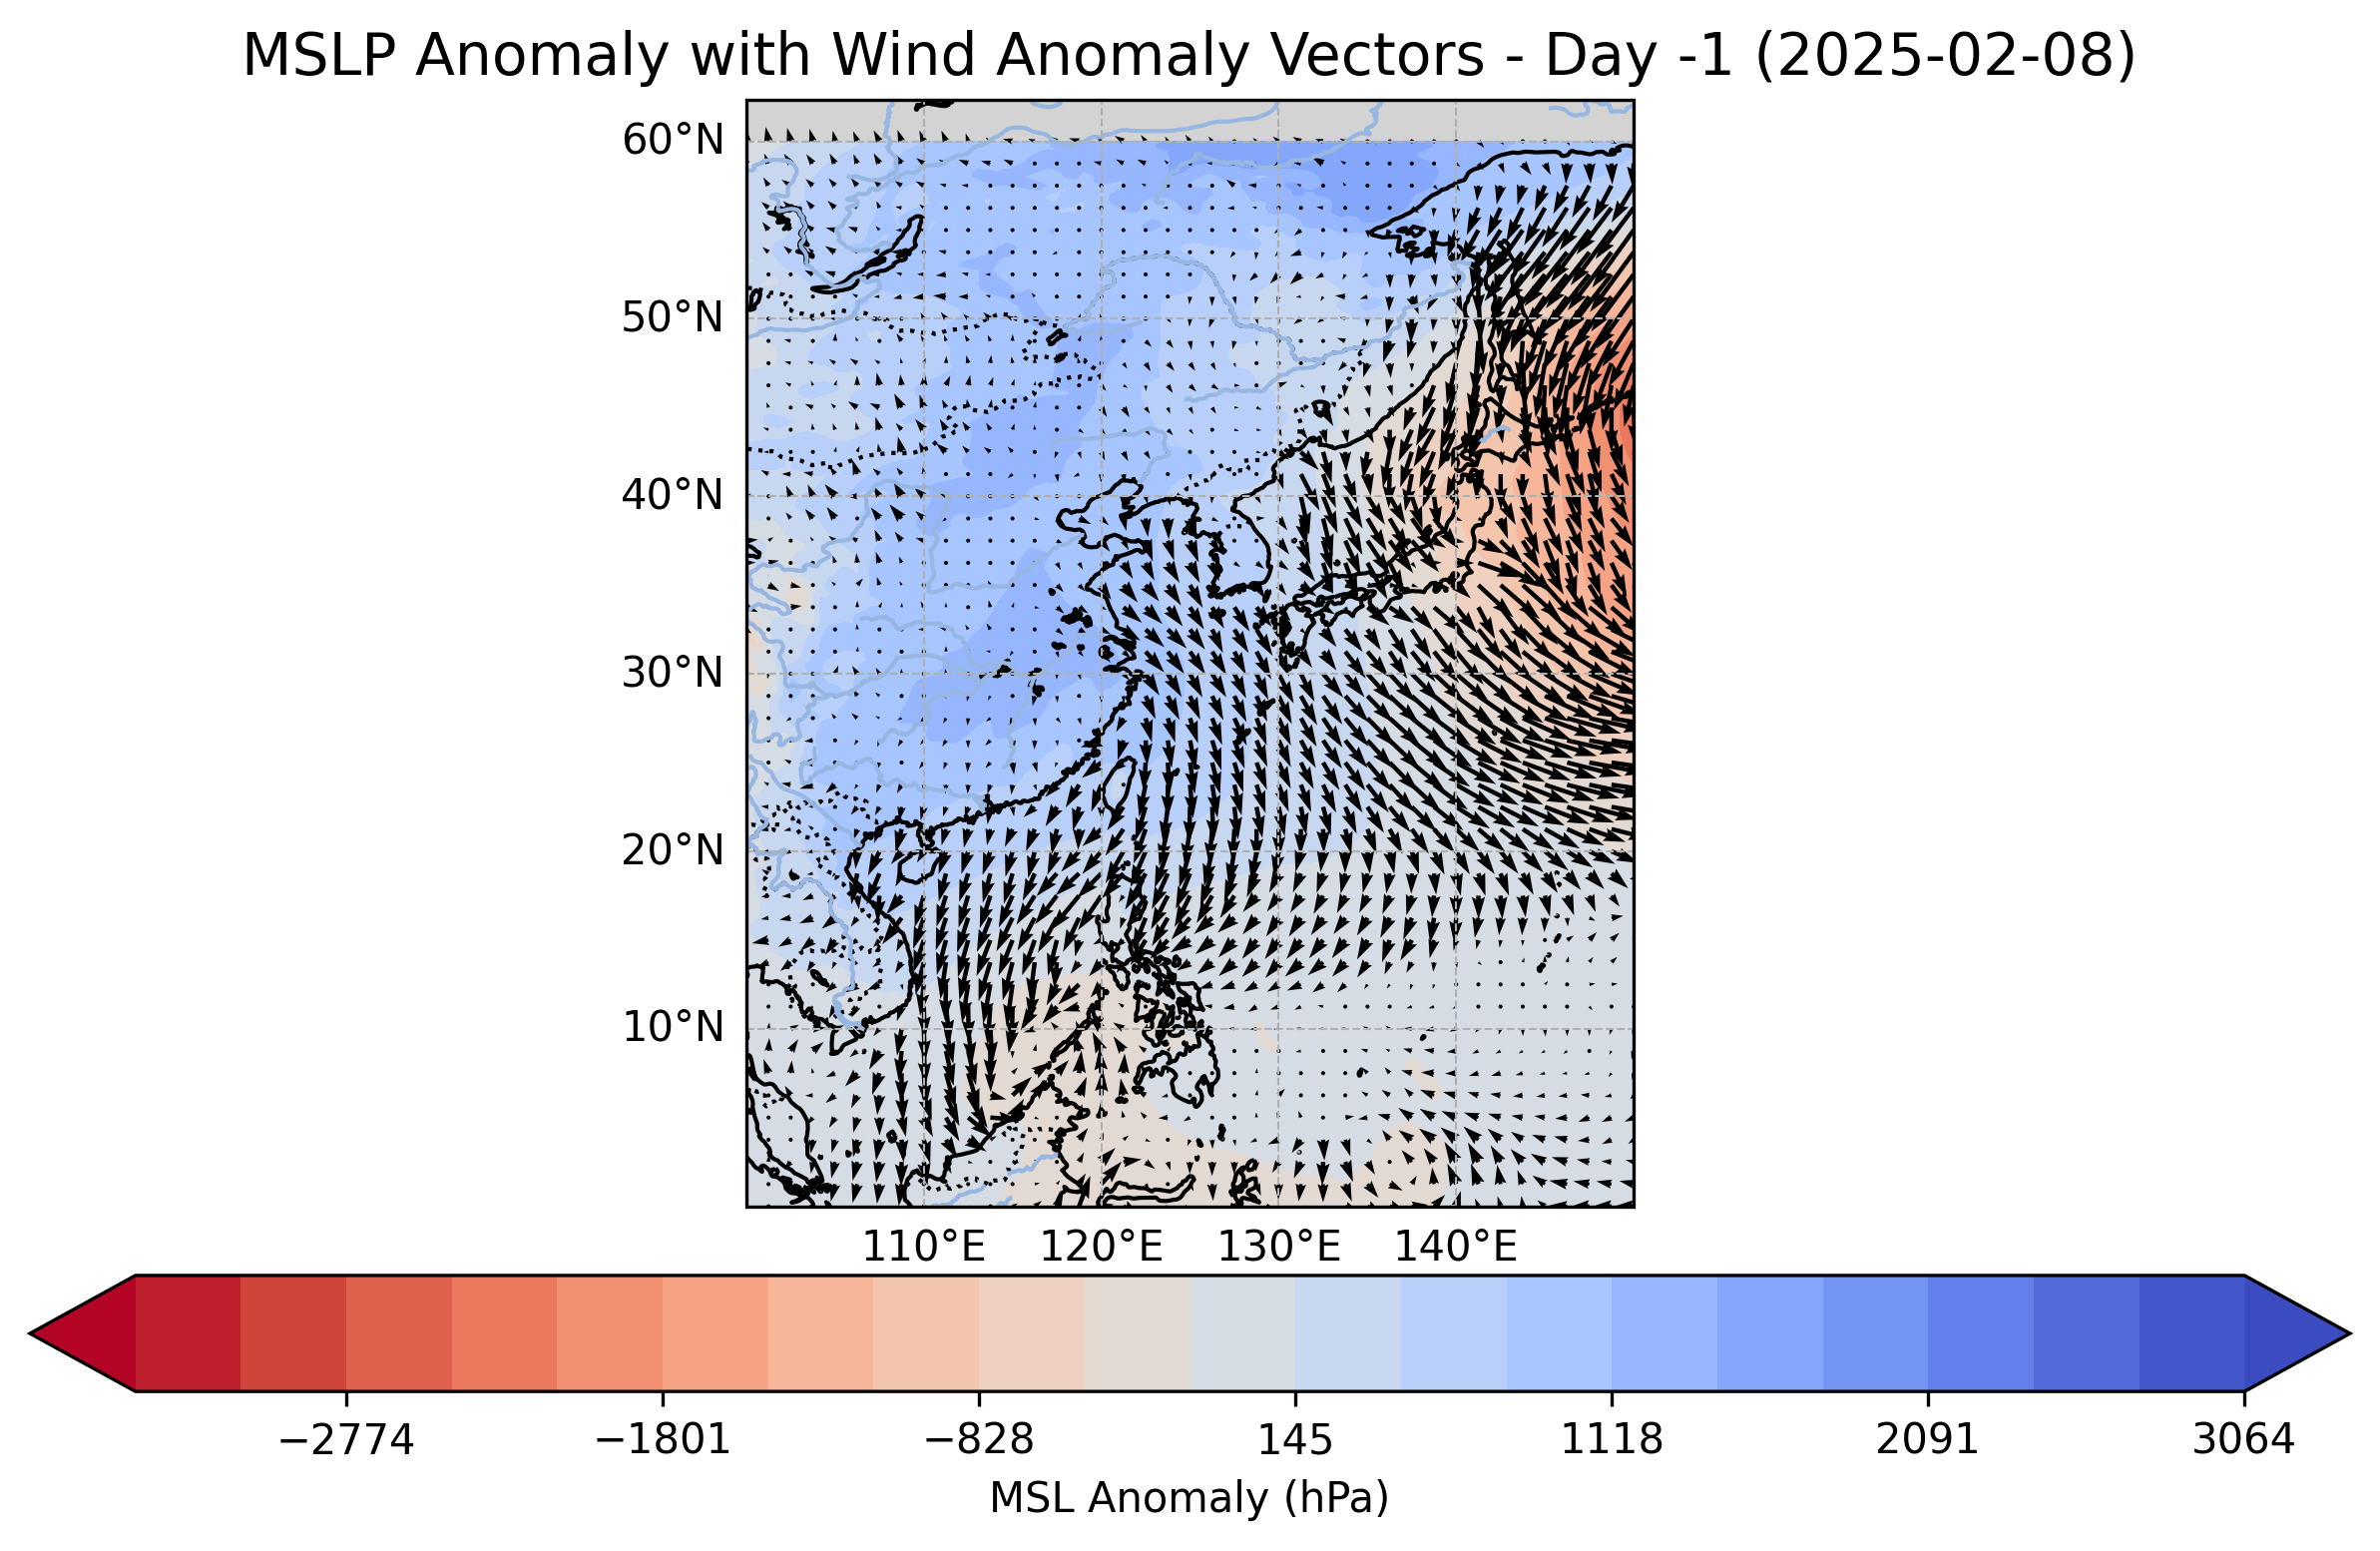 MSLP Anomaly with Wind Anomaly Vectors - Day -1 (2025-02-08)
60°N
50°N
40°N
30°N
20°N
10°N
110°E 120°E 130°E 140°E
−2774 −1801 −828 145 1118 2091 3064
MSL Anomaly (hPa)